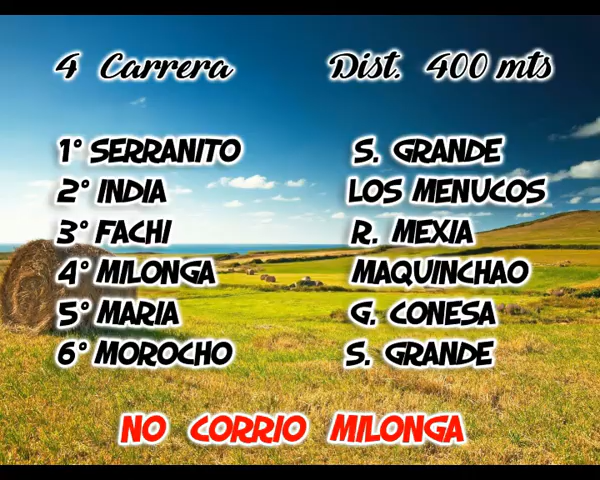 4 Carrera Dist. 400 mts
1° SERRANITO S. GRANDE
2° INDIA LOS MENUCOS
3° FACHI R. MEXIA
4° MILONGA MAQUINCHAO
5° MARIA G. CONESA
6° MOROCHO S. GRANDE
NO CORRIO MILONGA